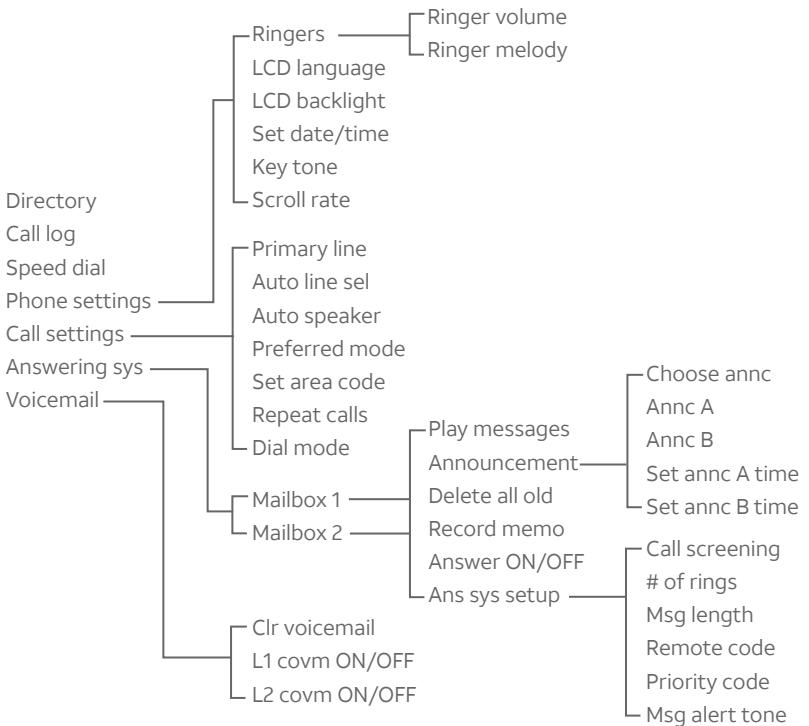 Directory
Call log
Speed dial
Phone settings
Call settings
Answering sys
Voicemail
Ringers
LCD language
LCD backlight
Set date/time
Key tone
Scroll rate
Ringer volume
Ringer melody
Primary line
Auto line sel
Auto speaker
Preferred mode
Set area code
Repeat calls
Dial mode
Mailbox 1
Mailbox 2
Play messages
Announcement
Delete all old
Record memo
Answer ON/OFF
Ans sys setup
Choose annc
Annc A
Annc B
Set annc A time
Set annc B time
Call screening
# of rings
Msg length
Remote code
Priority code
Msg alert tone
Clr voicemail
L1 covm ON/OFF
L2 covm ON/OFF